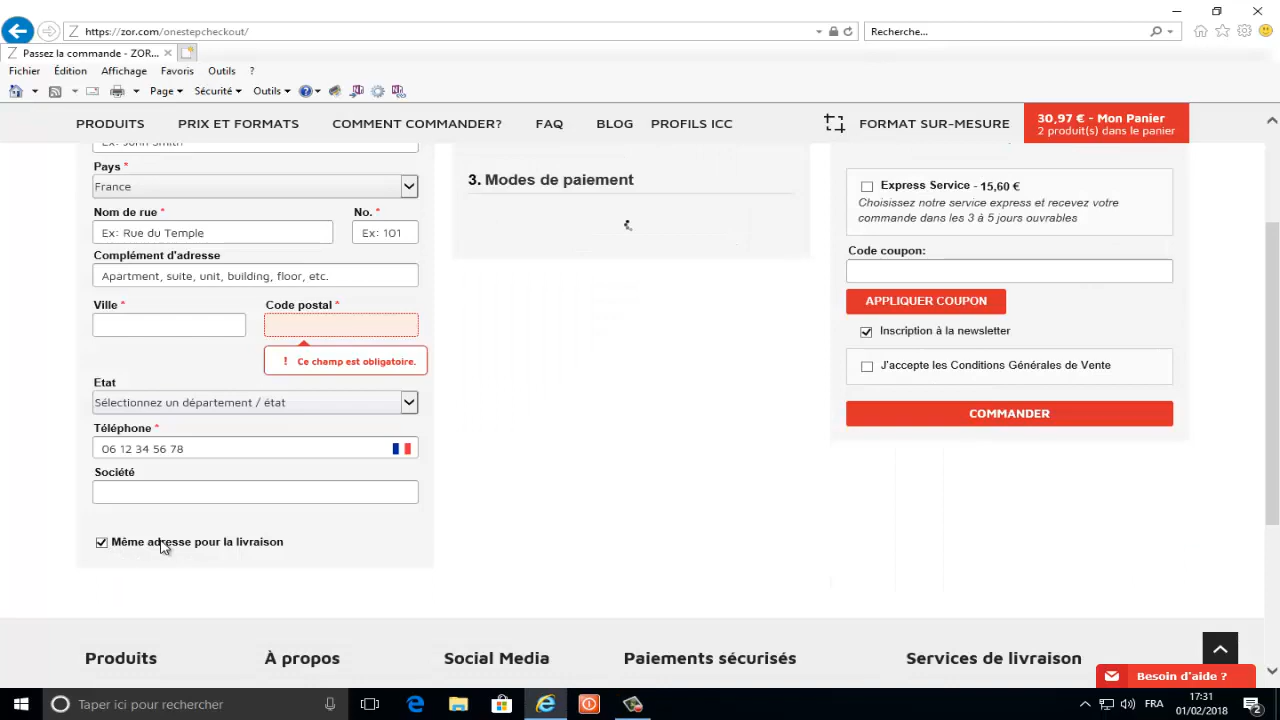 https://zor.com/onestepcheckout/
Recherche...
Passez la commande - ZOR...
Fichier Édition Affichage Favoris Outils ?
Page Sécurité Outils
PRODUITS PRIX ET FORMATS COMMENT COMMANDER? FAQ BLOG PROFILS ICC FORMAT SUR-MESURE
30,97 € - Mon Panier
2 produit(s) dans le panier
Ex: John Smith
Pays *
France
Nom de rue * No. *
Ex: Rue du Temple Ex: 101
Complément d'adresse
Apartment, suite, unit, building, floor, etc.
Ville * Code postal *
! Ce champ est obligatoire.
Etat
Sélectionnez un département / état
Téléphone *
06 12 34 56 78
Société
Même adresse pour la livraison
3. Modes de paiement
Express Service - 15,60 €
Choisissez notre service express et recevez votre
commande dans les 3 à 5 jours ouvrables
Code coupon:
APPLIQUER COUPON
Inscription à la newsletter
J'accepte les Conditions Générales de Vente
COMMANDER
Produits À propos Social Media Paiements sécurisés Services de livraison
Besoin d'aide ?
Taper ici pour rechercher
FRA
17:31
01/02/2018
2